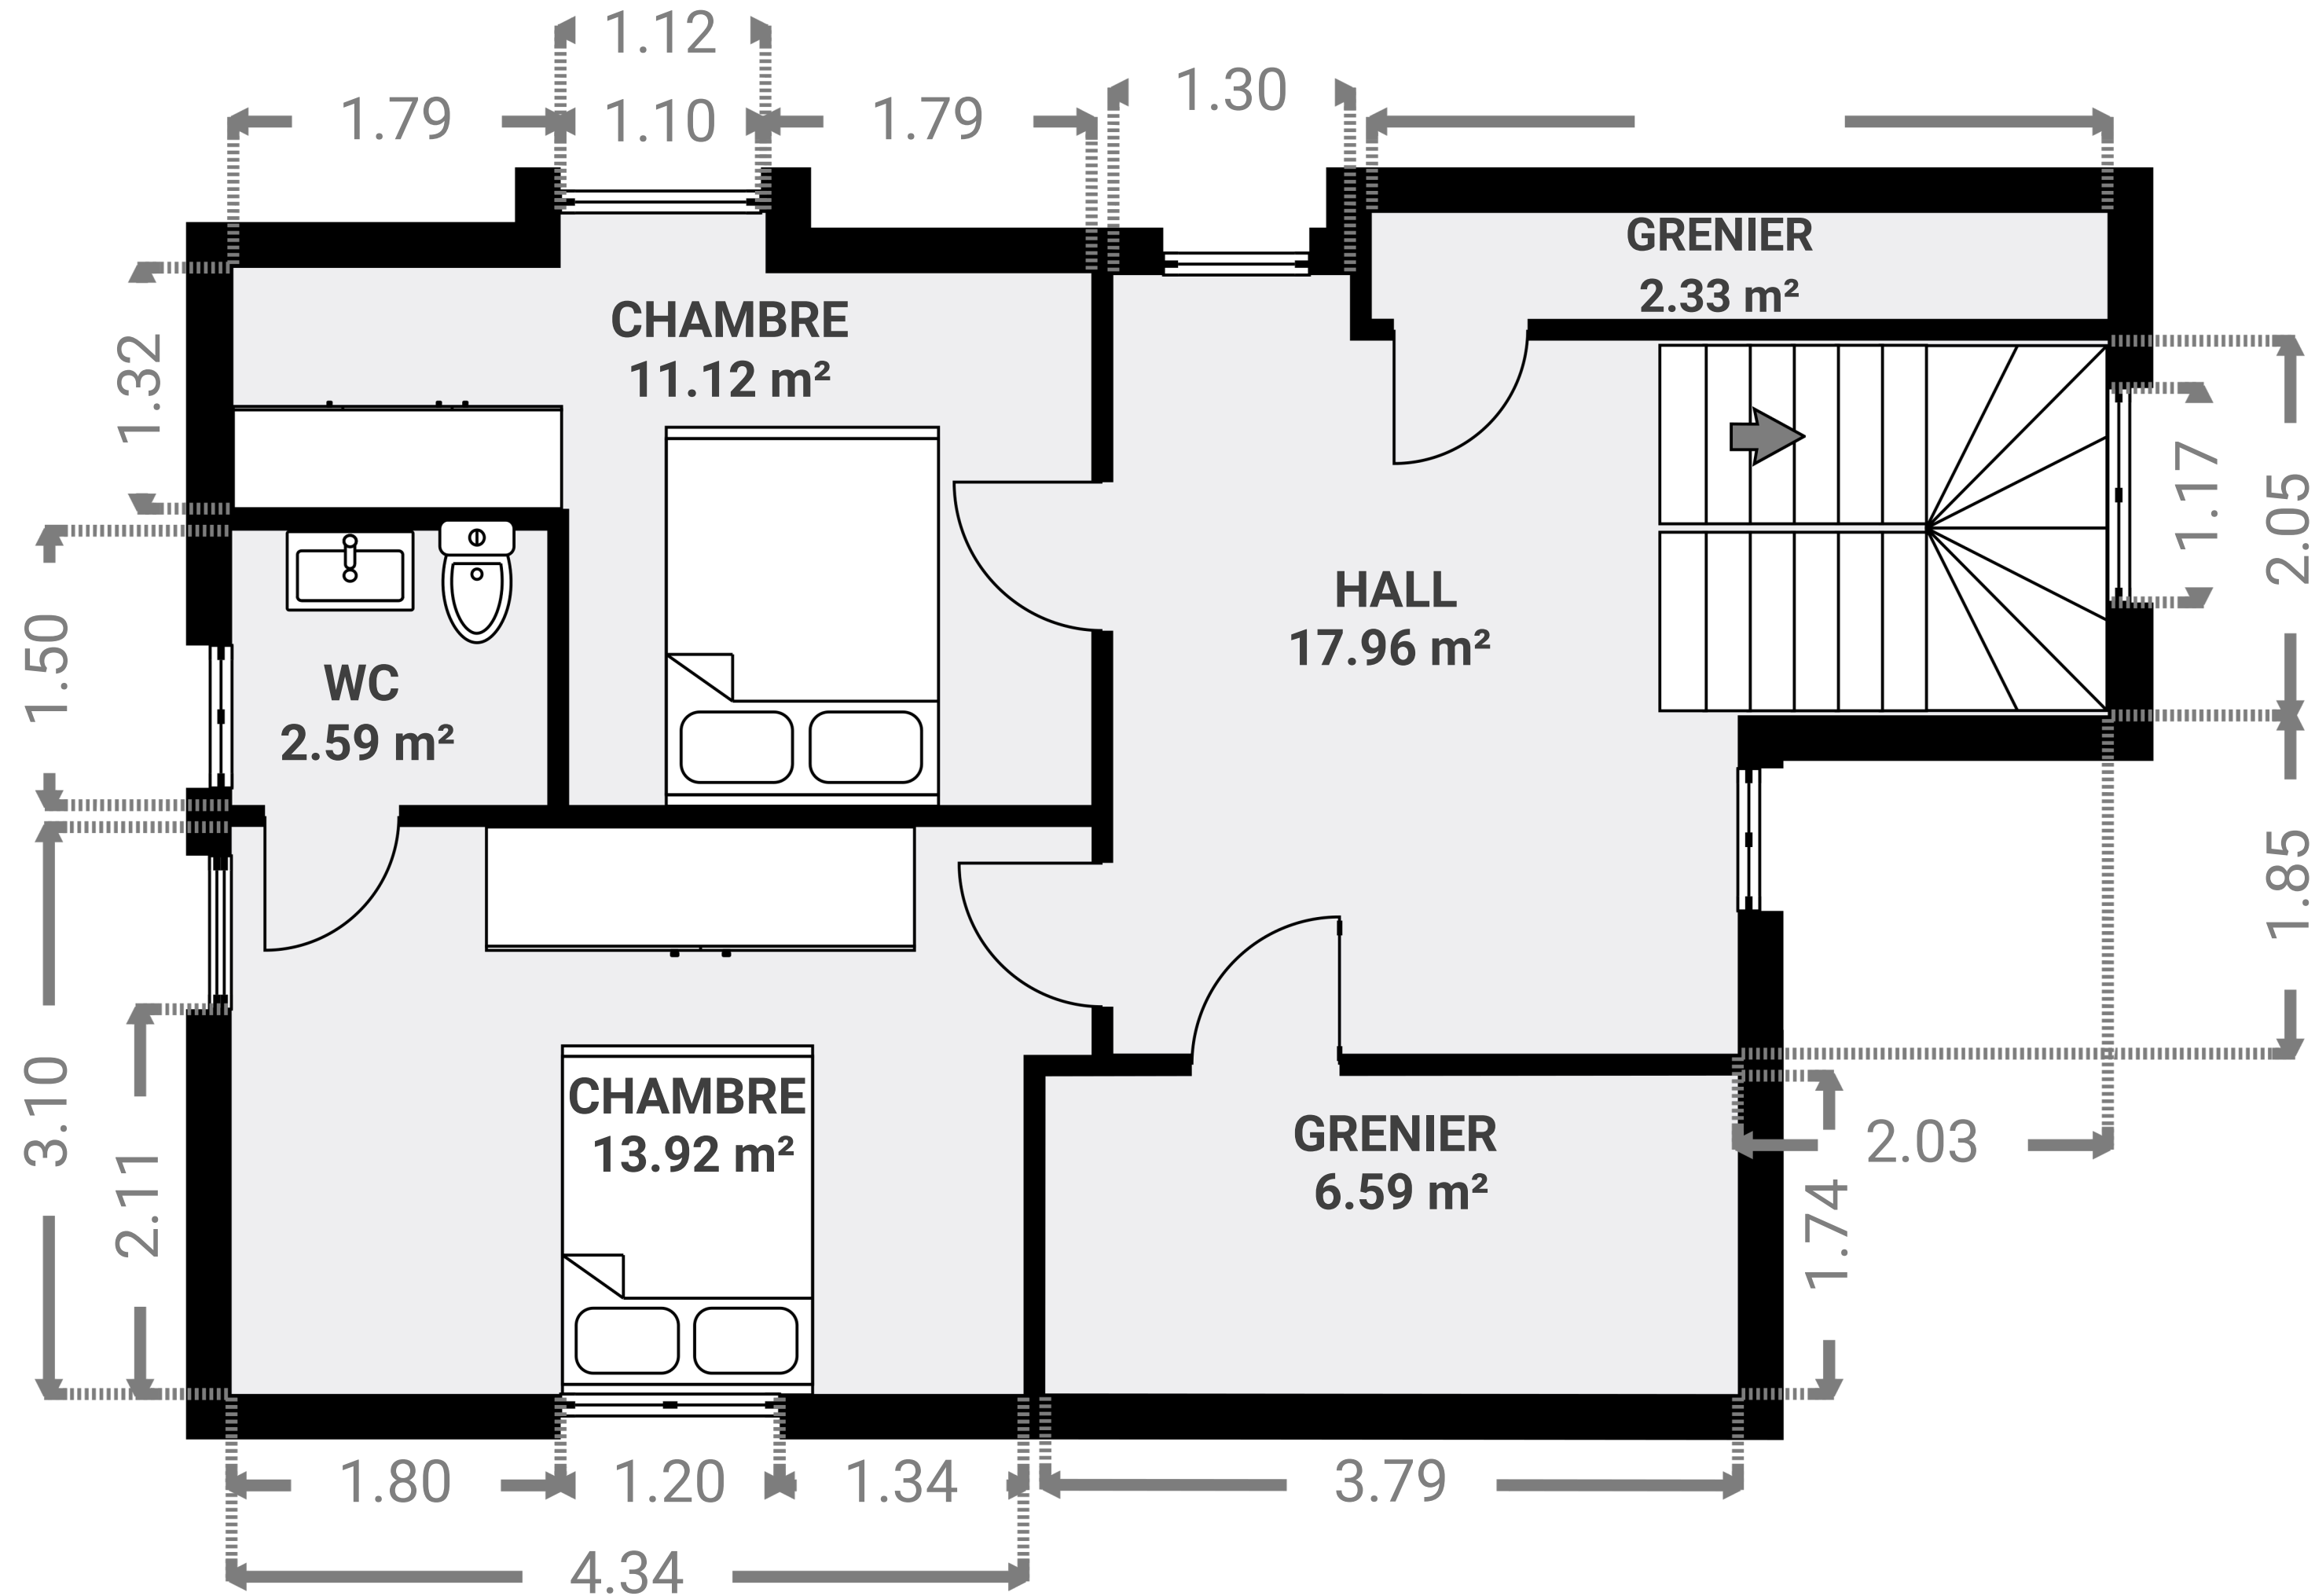 1.12
1.30
1.79
1.10
1.79
GRENIER
2.33 m²
CHAMBRE
11.12 m²
1.32
1.17
2.05
HALL
17.96 m²
1.50
WC
2.59 m²
1.85
3.10
2.11
CHAMBRE
13.92 m²
GRENIER
6.59 m²
2.03
1.74
1.80
1.20
1.34
3.79
4.34